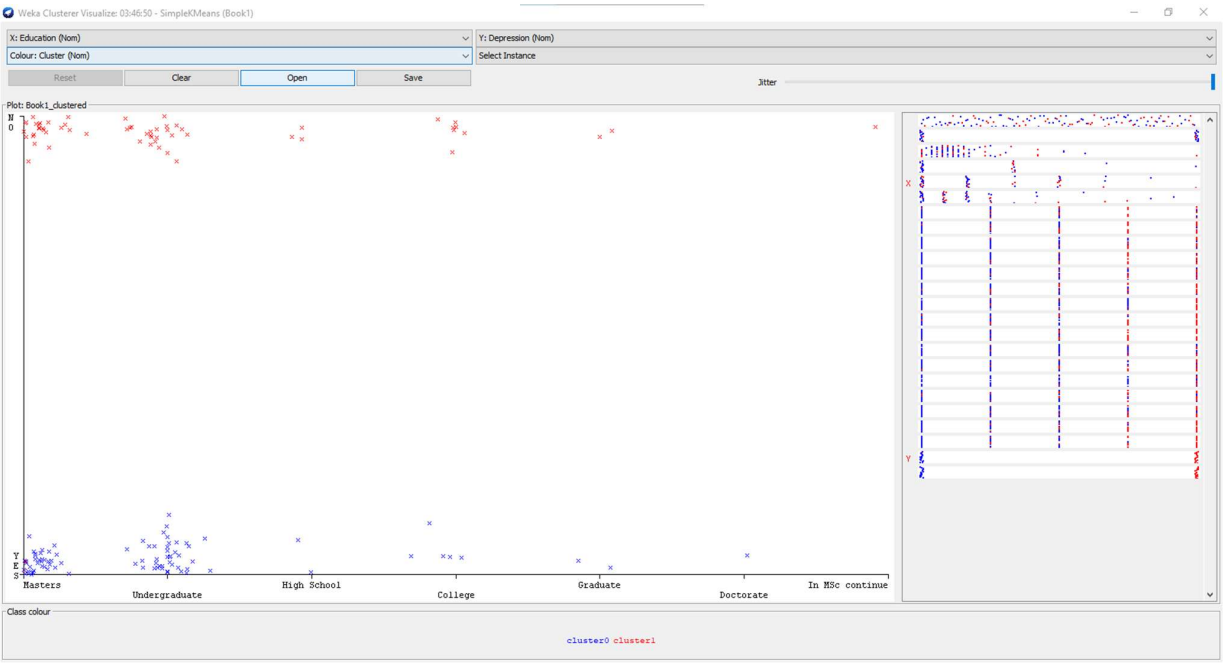 Weka Clusterer Visualize: 03:46:50 - SimpleKMeans (Book1)
X: Education (Nom) Y: Depression (Nom)
Colour: Cluster (Nom) Select Instance
Reset Clear Open Save Jitter
Plot: Book1_clustered
N
O
X
Y
Y
E
S
Masters High School Graduate In MSc continue
Undergraduate College Doctorate
Class colour
cluster0 cluster1